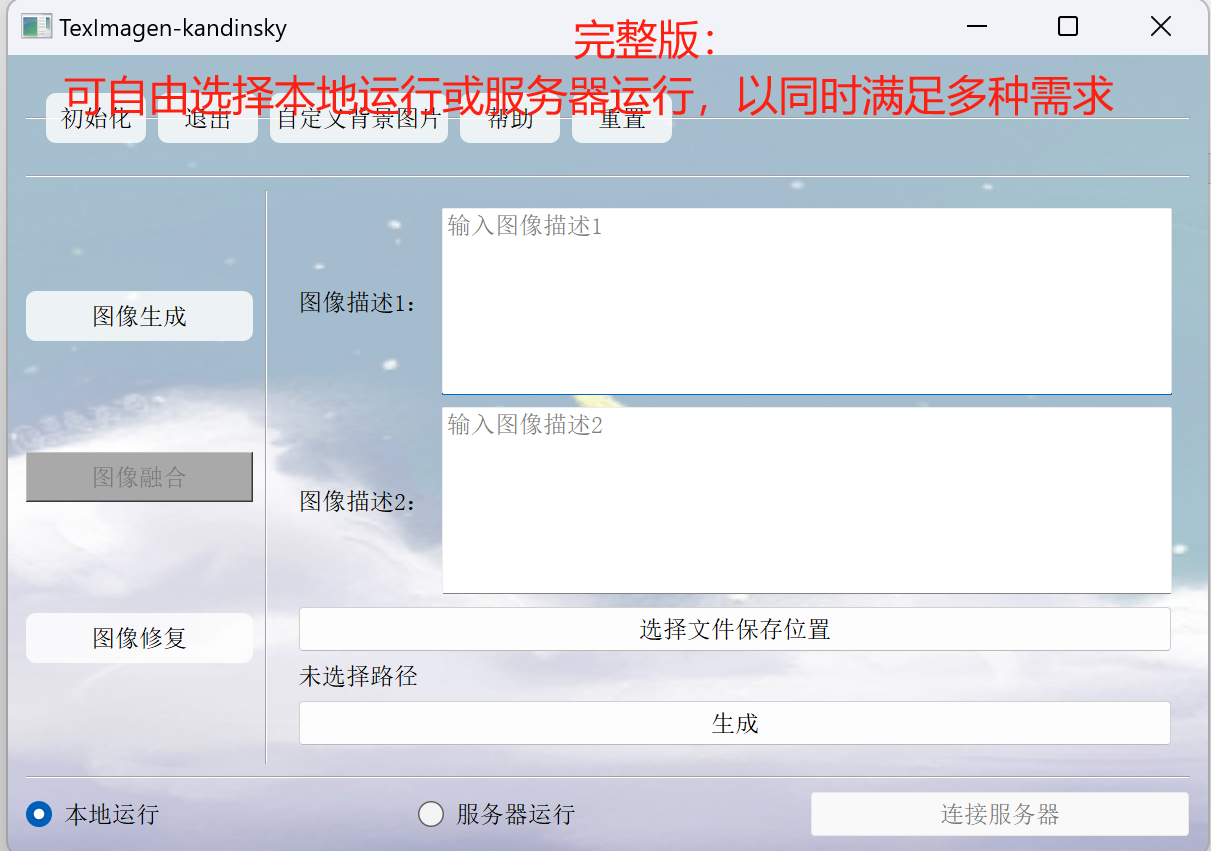 TexImagen-kandinsky
完整版：
可自由选择本地运行或服务器运行，以同时满足多种需求
初始化
退出
自定义背景图片
帮助
重置
输入图像描述1
图像描述1：
图像生成
输入图像描述2
图像融合
图像描述2：
图像修复
选择文件保存位置
未选择路径
生成
本地运行
服务器运行
连接服务器